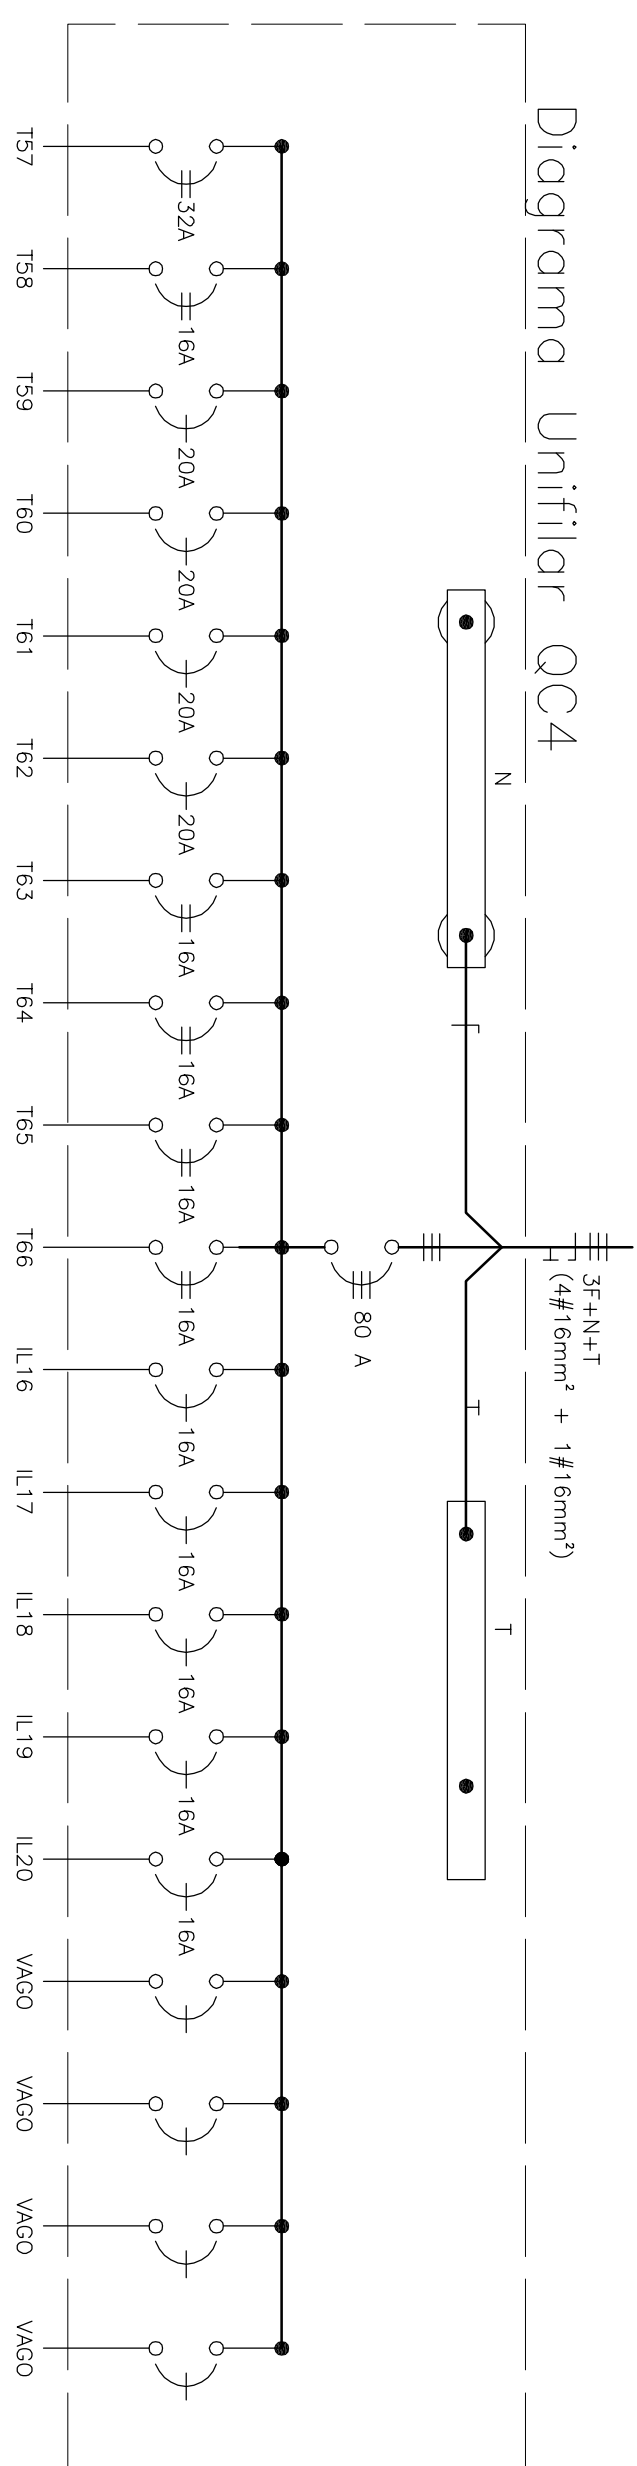 Diagrama Unifilar QC4
3F+N+T
(4#16mm² + 1#16mm²)
N
T
T
T
80 A
32A
16A
20A
20A
20A
20A
16A
16A
16A
16A
16A
16A
16A
16A
16A
T57
T58
T59
T60
T61
T62
T63
T64
T65
T66
IL16
IL17
IL18
IL19
IL20
VAGO
VAGO
VAGO
VAGO